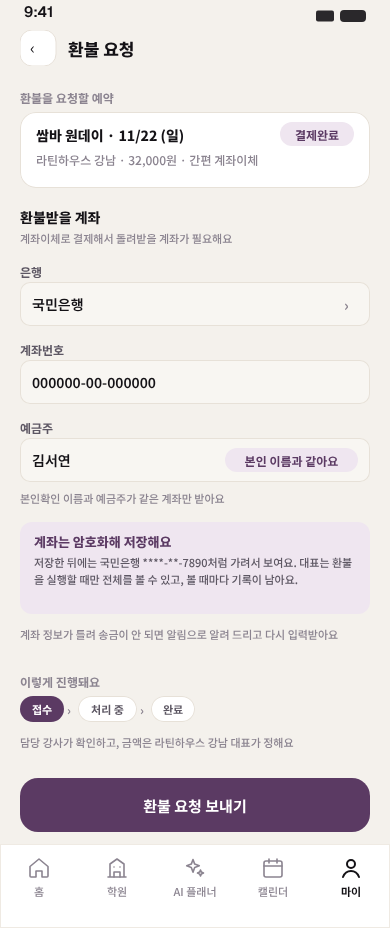 9:41
‹ 환불 요청
환불을 요청할 예약
쌈바 원데이 · 11/22 (일) 결제완료
라틴하우스 강남 · 32,000원 · 간편 계좌이체
환불받을 계좌
계좌이체로 결제해서 돌려받을 계좌가 필요해요
은행
국민은행 ›
계좌번호
000000-00-000000
예금주
김서연 본인 이름과 같아요
본인확인 이름과 예금주가 같은 계좌만 받아요
계좌는 암호화해 저장해요
저장한 뒤에는 국민은행 ****-**-7890처럼 가려서 보여요. 대표는 환불
을 실행할 때만 전체를 볼 수 있고, 볼 때마다 기록이 남아요.
계좌 정보가 틀려 송금이 안 되면 알림으로 알려 드리고 다시 입력받아요
이렇게 진행돼요
접수 › 처리 중 › 완료
담당 강사가 확인하고, 금액은 라틴하우스 강남 대표가 정해요
환불 요청 보내기
홈 학원 AI 플래너 캘린더 마이